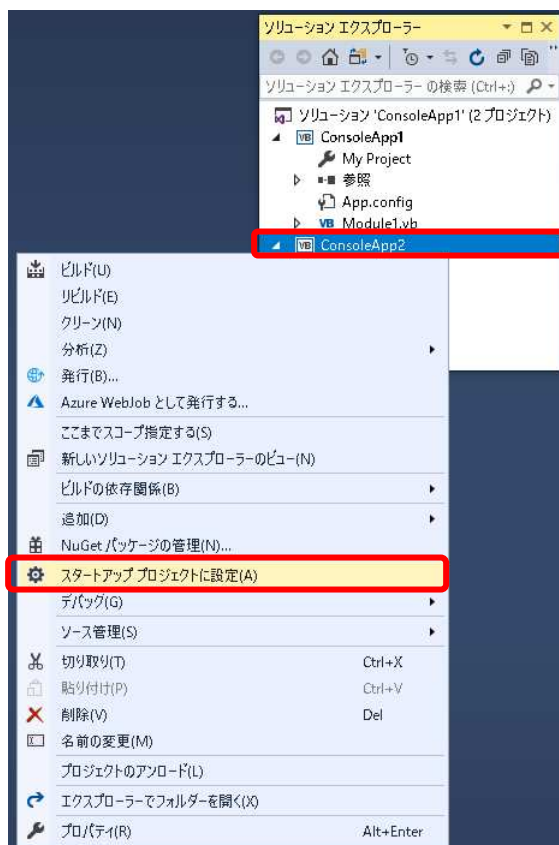 ソリューション エクスプローラー
ソリューション エクスプローラー の検索 (Ctrl+:)
ソリューション 'ConsoleApp1' (2 プロジェクト)
VB ConsoleApp1
My Project
参照
App.config
VB Module1.vb
VB ConsoleApp2
ビルド(U)
リビルド(E)
クリーン(N)
分析(Z)
発行(B)...
Azure WebJob として発行する...
ここまでスコープ指定する(S)
新しいソリューション エクスプローラーのビュー(N)
ビルドの依存関係(B)
追加(D)
NuGet パッケージの管理(N)...
スタートアップ プロジェクトに設定(A)
デバッグ(G)
ソース管理(S)
切り取り(T) Ctrl+X
貼り付け(P) Ctrl+V
削除(V) Del
名前の変更(M)
プロジェクトのアンロード(L)
エクスプローラーでフォルダーを開く(X)
プロパティ(R) Alt+Enter